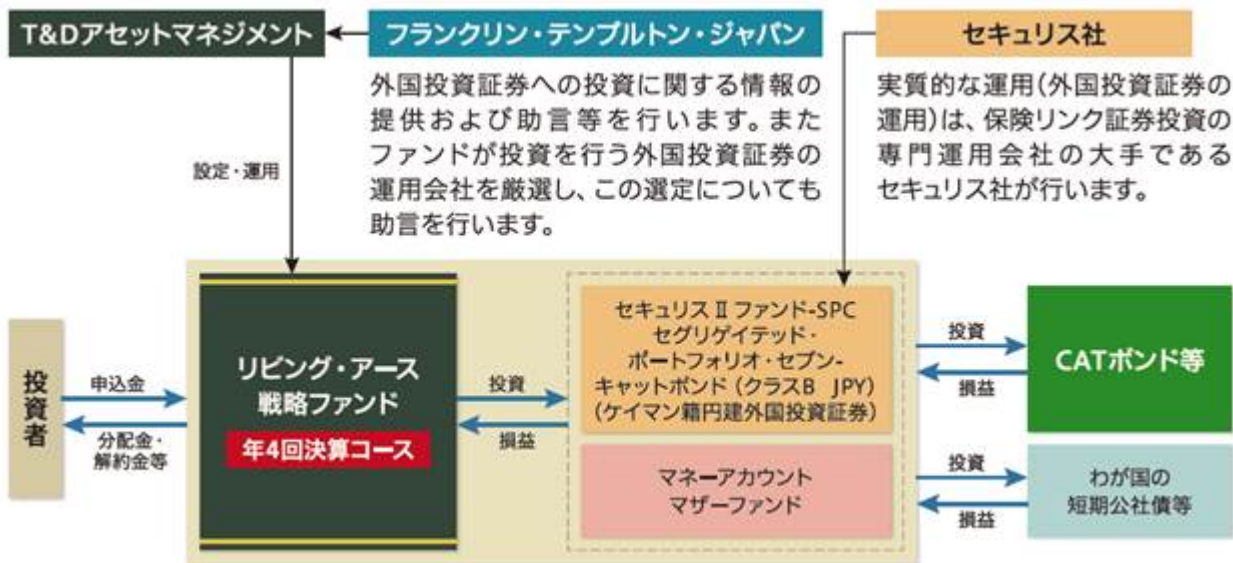 T&Dアセットマネジメント
フランクリン・テンプルトン・ジャパン
外国投資証券への投資に関する情報の
提供および助言等を行います。また
ファンドが投資を行う外国投資証券の
運用会社を厳選し、この選定についても
助言を行います。
セキュリス社
実質的な運用(外国投資証券の
運用)は、保険リンク証券投資の
専門運用会社の大手である
セキュリス社が行います。
設定・運用
投資者
申込金
分配金・
解約金等
リビング・アース
戦略ファンド
年4回決算コース
投資
損益
セキュリスⅡファンド-SPC
セグリゲイテッド・
ポートフォリオ・セブン-
キャットボンド(クラスB JPY)
(ケイマン籍円建外国投資証券)
マネーアカウント
マザーファンド
投資
損益
CATボンド等
投資
損益
わが国の
短期公社債等